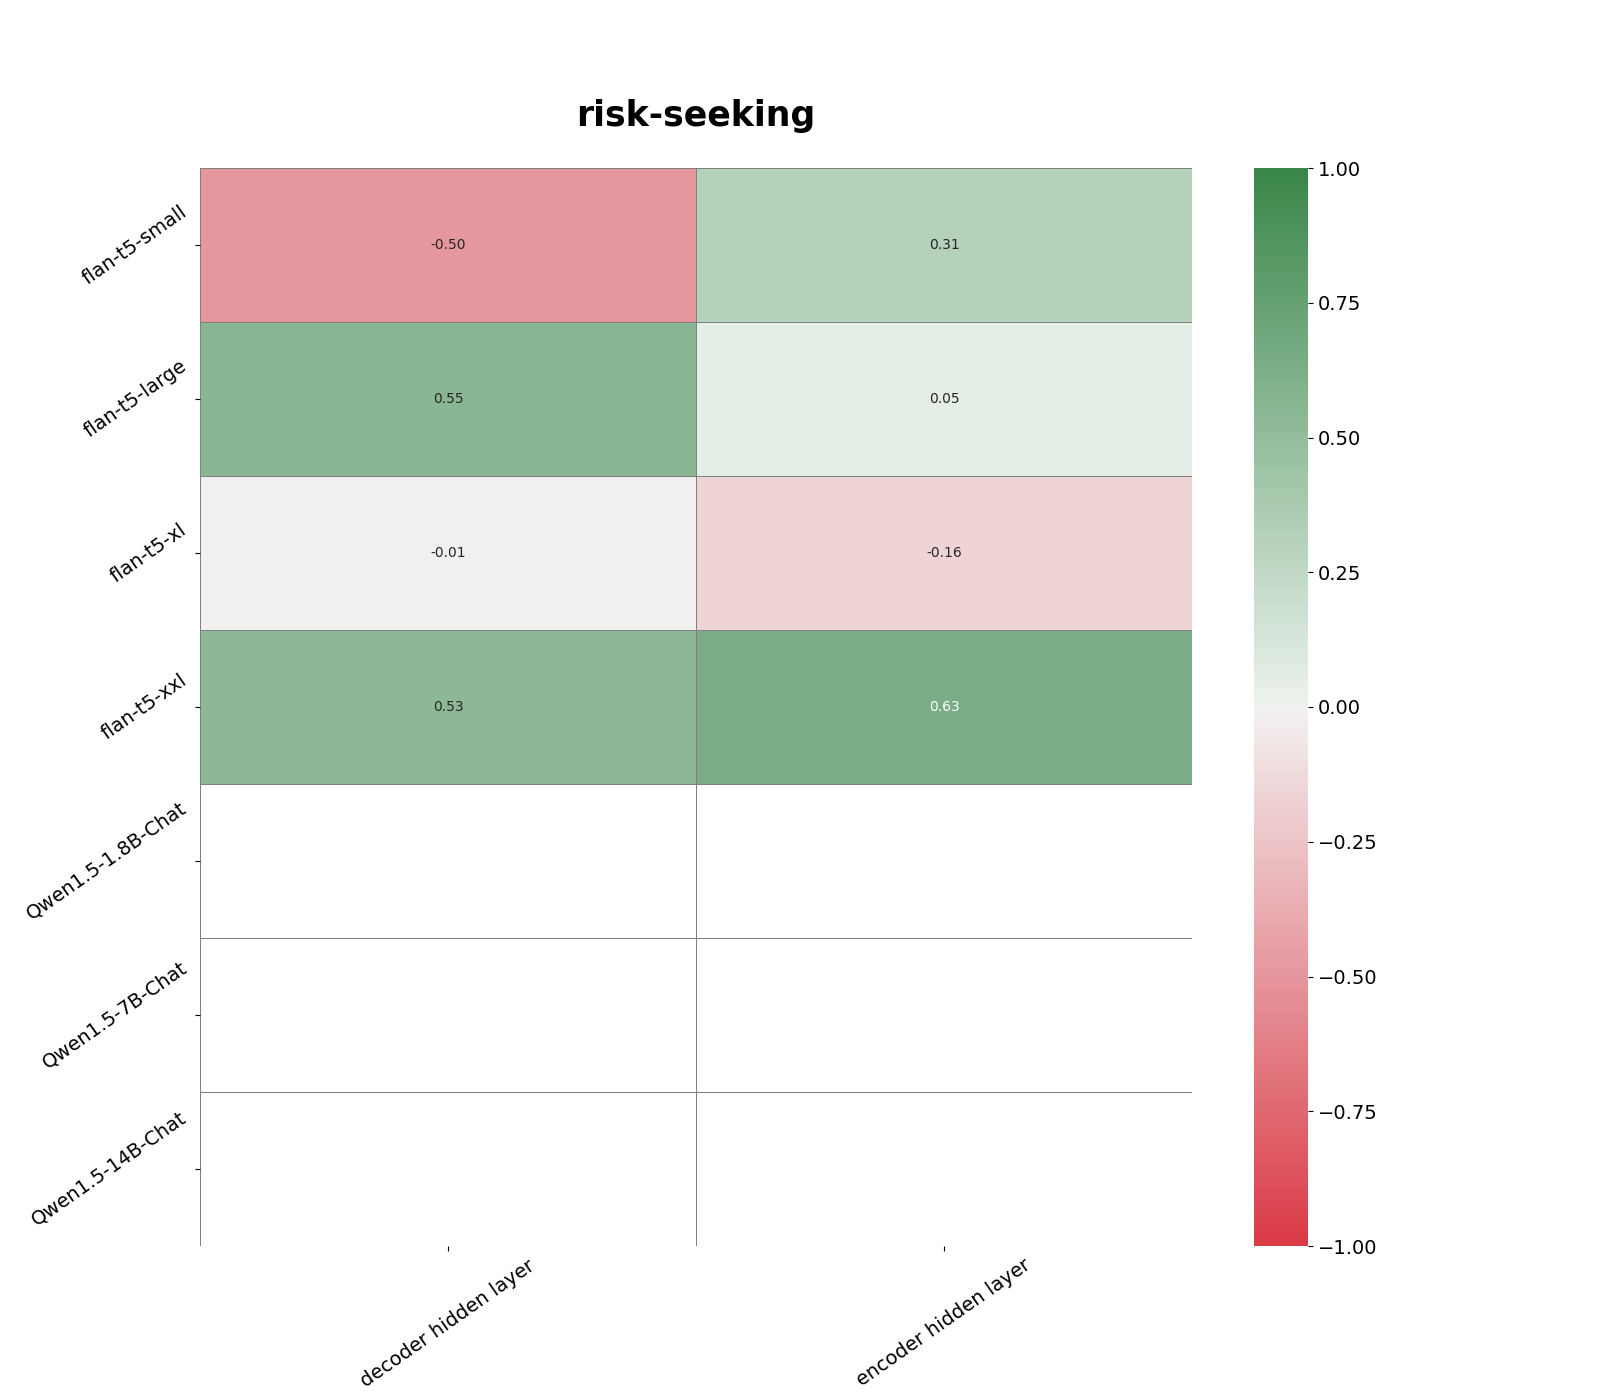 risk-seeking
flan-t5-small
-0.50
0.31
flan-t5-large
0.55
0.05
flan-t5-xl
-0.01
-0.16
flan-t5-xxl
0.53
0.63
Qwen1.5-1.8B-Chat
Qwen1.5-7B-Chat
Qwen1.5-14B-Chat
decoder hidden layer
encoder hidden layer
1.00
0.75
0.50
0.25
0.00
−0.25
−0.50
−0.75
−1.00